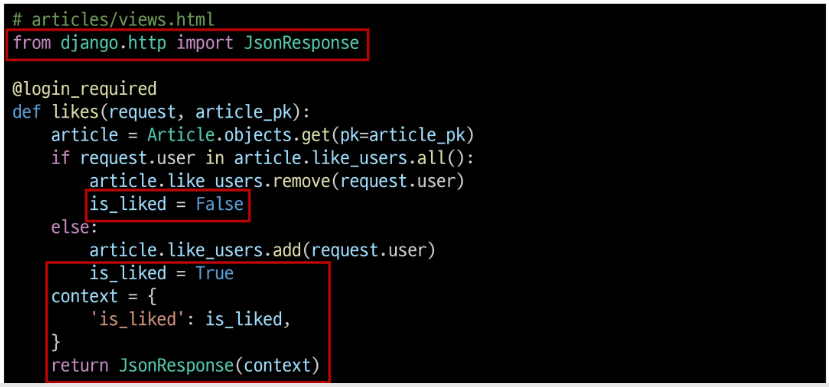 # articles/views.html
from django.http import JsonResponse
@login_required
def likes(request, article_pk):
    article = Article.objects.get(pk=article_pk)
    if request.user in article.like_users.all():
        article.like_users.remove(request.user)
        is_liked = False
    else:
        article.like_users.add(request.user)
        is_liked = True
    context = {
        'is_liked': is_liked,
    }
    return JsonResponse(context)